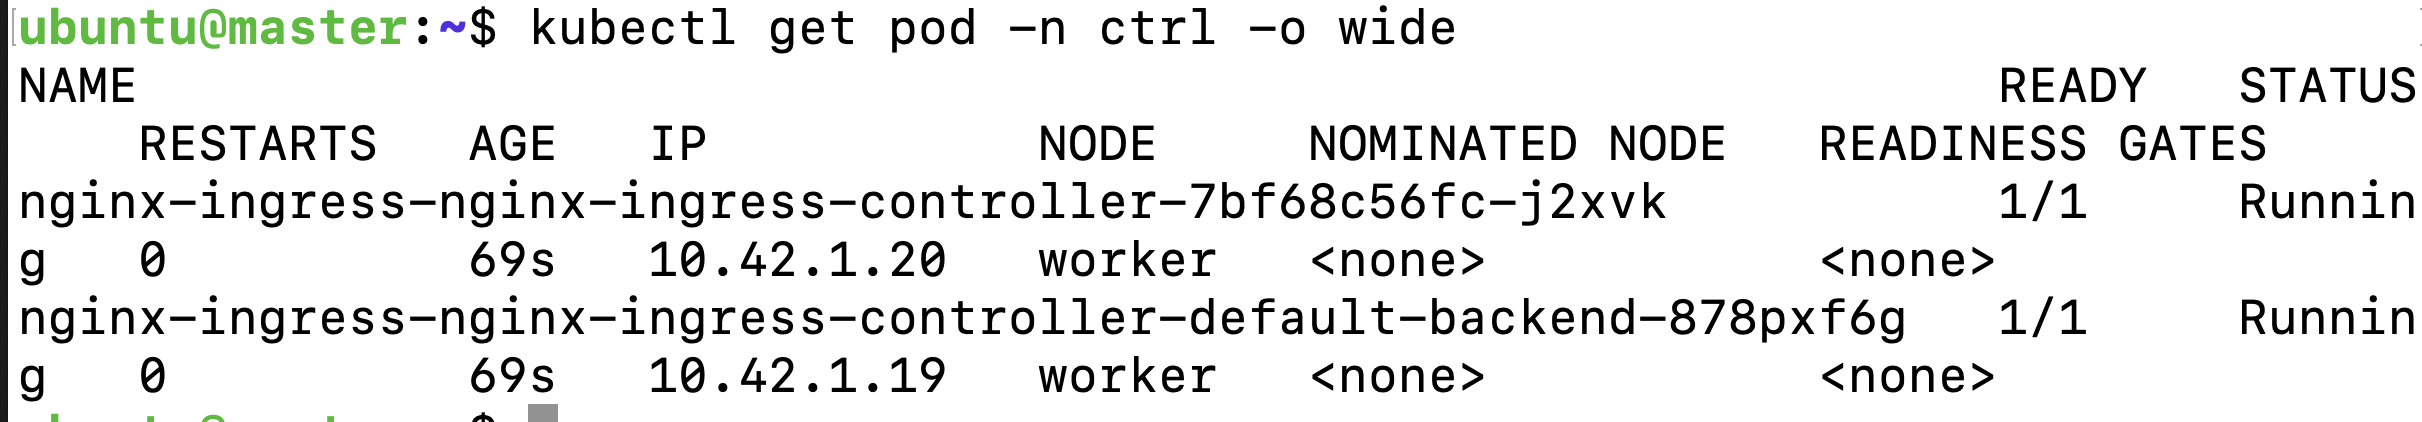 ubuntu@master:~$ kubectl get pod -n ctrl -o wide
NAME                                                              READY   STATUS
    RESTARTS   AGE   IP           NODE     NOMINATED NODE   READINESS GATES
nginx-ingress-nginx-ingress-controller-7bf68c56fc-j2xvk           1/1     Runnin
g   0          69s   10.42.1.20   worker   <none>           <none>
nginx-ingress-nginx-ingress-controller-default-backend-878pxf6g   1/1     Runnin
g   0          69s   10.42.1.19   worker   <none>           <none>